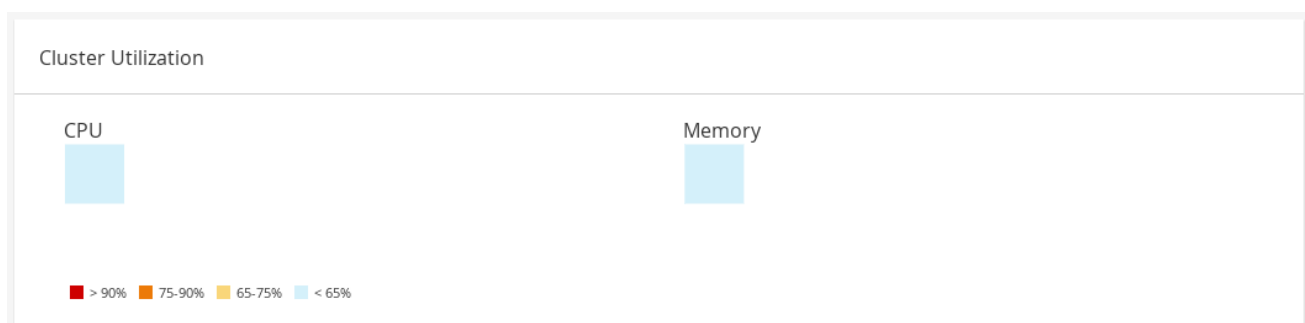 Cluster Utilization
CPU
Memory
> 90% 75-90% 65-75% < 65%